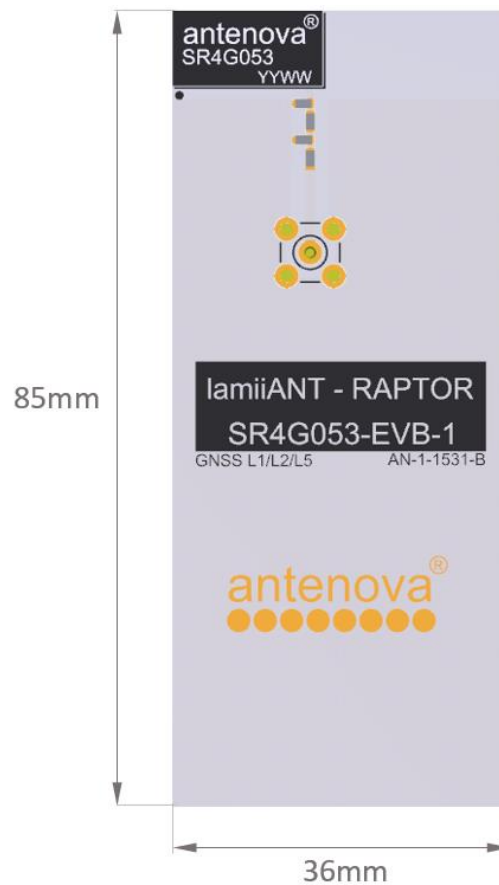 antenova®
SR4G053
YYWW
85mm
lamiiANT - RAPTOR
SR4G053-EVB-1
GNSS L1/L2/L5 AN-1-1531-B
antenova®
36mm